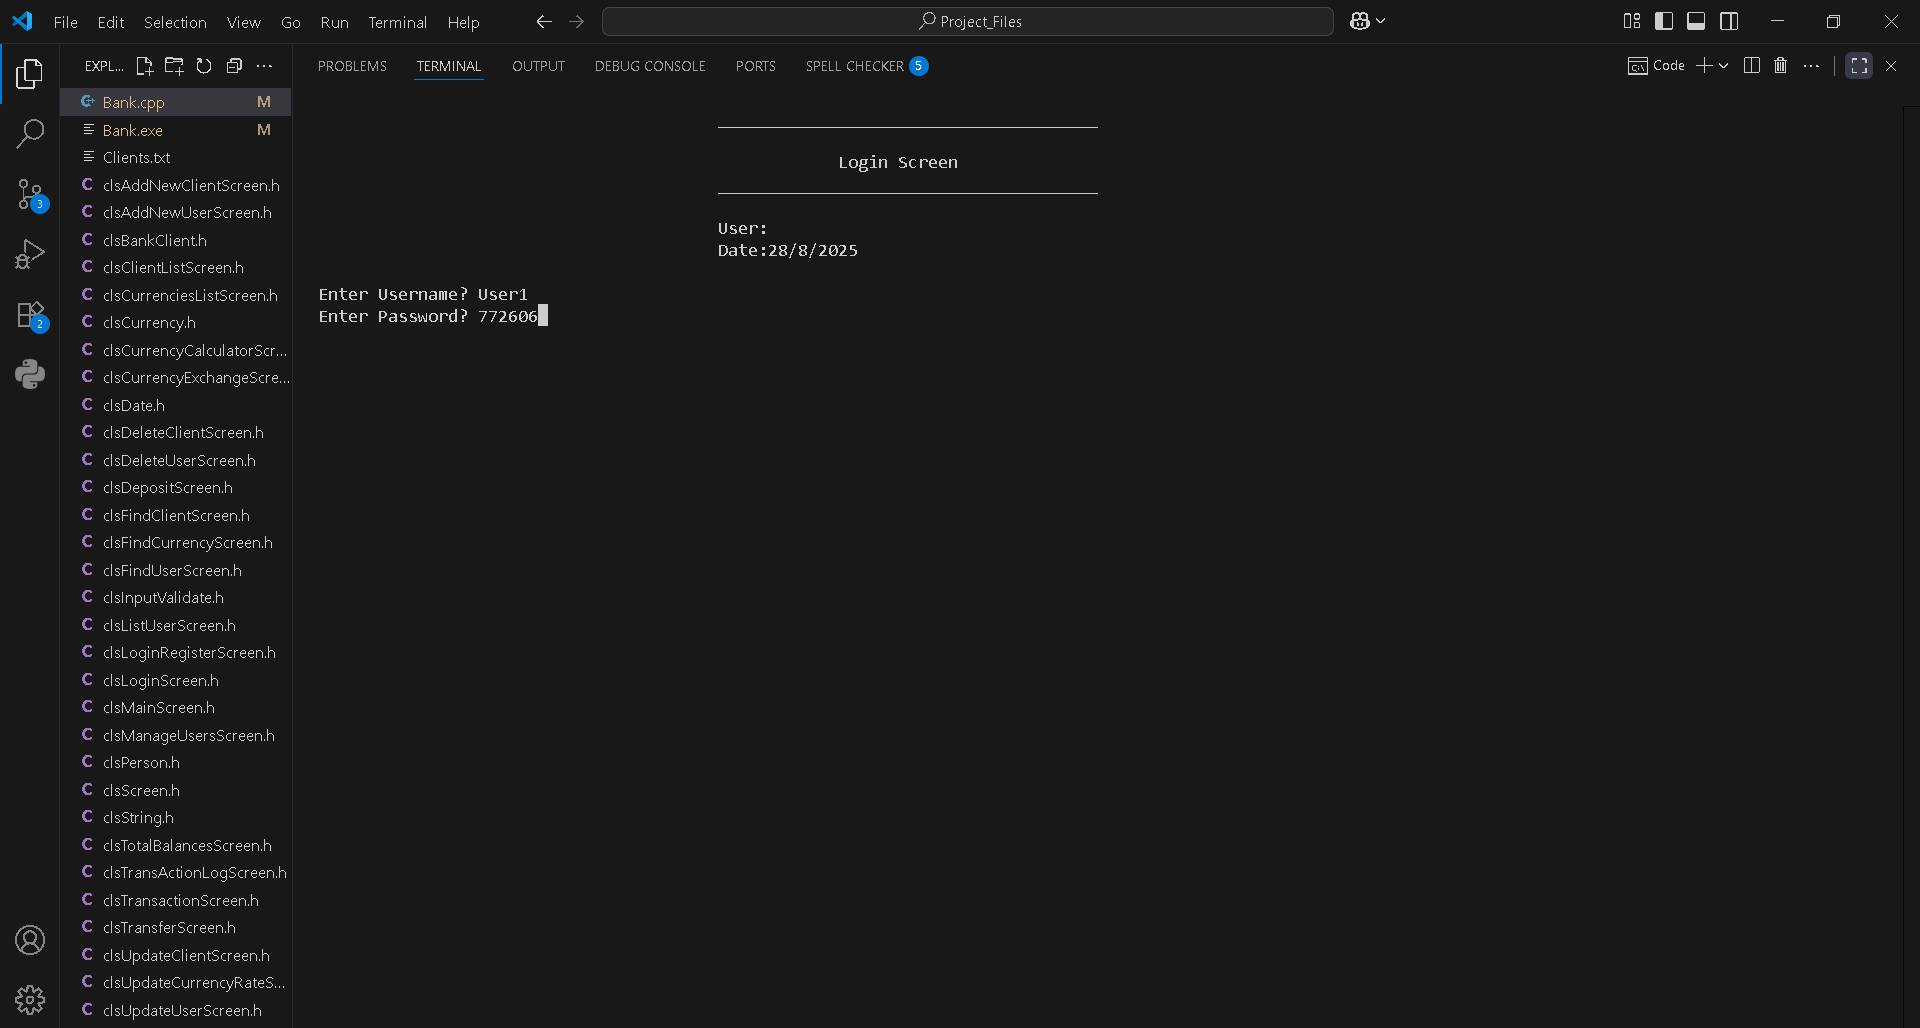 File Edit Selection View Go Run Terminal Help
Project_Files
EXPL...
PROBLEMS TERMINAL OUTPUT DEBUG CONSOLE PORTS SPELL CHECKER 5
Code
Bank.cpp M
Bank.exe M
Clients.txt
clsAddNewClientScreen.h
clsAddNewUserScreen.h
clsBankClient.h
clsClientListScreen.h
clsCurrenciesListScreen.h
clsCurrency.h
clsCurrencyCalculatorScr...
clsCurrencyExchangeScre...
clsDate.h
clsDeleteClientScreen.h
clsDeleteUserScreen.h
clsDepositScreen.h
clsFindClientScreen.h
clsFindCurrencyScreen.h
clsFindUserScreen.h
clsInputValidate.h
clsListUserScreen.h
clsLoginRegisterScreen.h
clsLoginScreen.h
clsMainScreen.h
clsManageUsersScreen.h
clsPerson.h
clsScreen.h
clsString.h
clsTotalBalancesScreen.h
clsTransActionLogScreen.h
clsTransactionScreen.h
clsTransferScreen.h
clsUpdateClientScreen.h
clsUpdateCurrencyRateS...
clsUpdateUserScreen.h
3
2
Login Screen
User:
Date:28/8/2025
Enter Username? User1
Enter Password? 772606